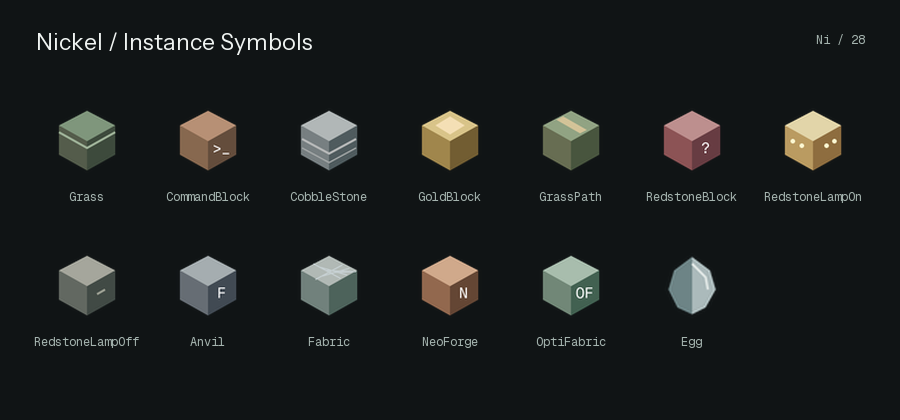 Nickel / Instance Symbols
Ni / 28
>_
?
Grass
CommandBlock
CobbleStone
GoldBlock
GrassPath
RedstoneBlock
RedstoneLampOn
F
N
OF
RedstoneLampOff
Anvil
Fabric
NeoForge
OptiFabric
Egg